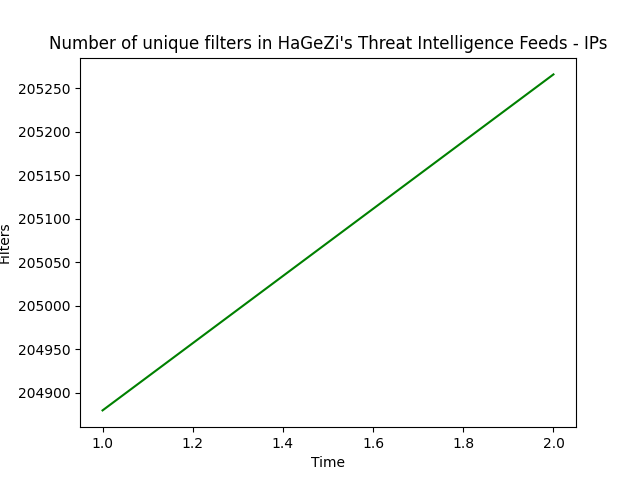 Number of unique filters in HaGeZi's Threat Intelligence Feeds - IPs
205250
205200
205150
205100
205050
205000
204950
204900
Filters
1.0 1.2 1.4 1.6 1.8 2.0
Time